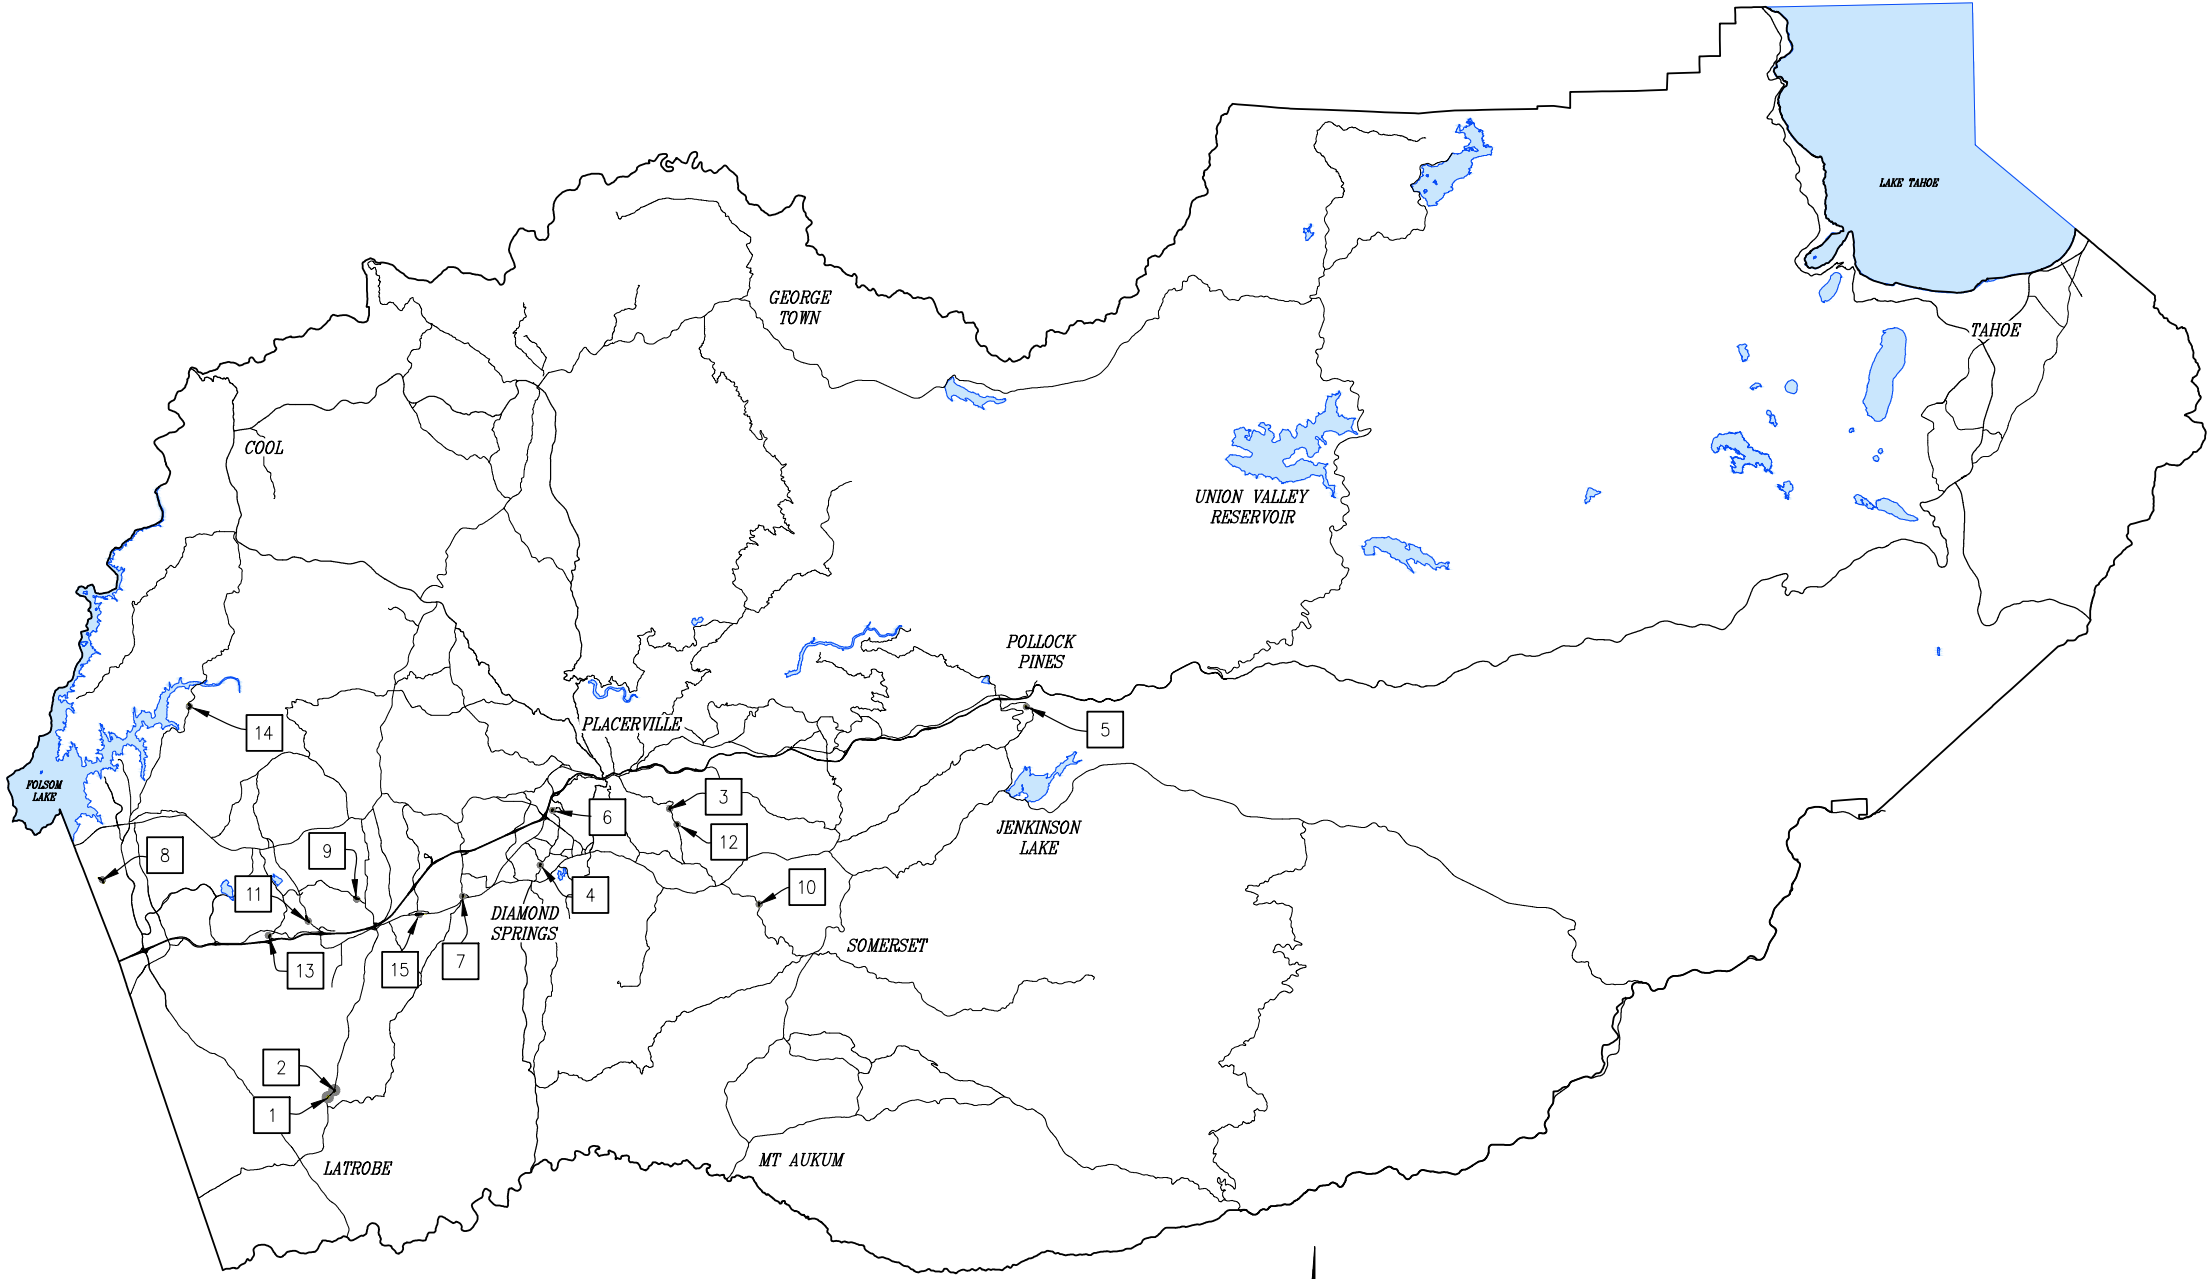 LAKE TAHOE
GEORGE
TOWN
TAHOE
COOL
UNION VALLEY
RESERVOIR
POLLOCK
PINES
PLACERVILLE
14
5
FOLSOM
LAKE
3
6
12
JENKINSON
LAKE
8
9
11
4
10
DIAMOND
SPRINGS
SOMERSET
13
15
7
2
1
LATROBE
MT AUKUM